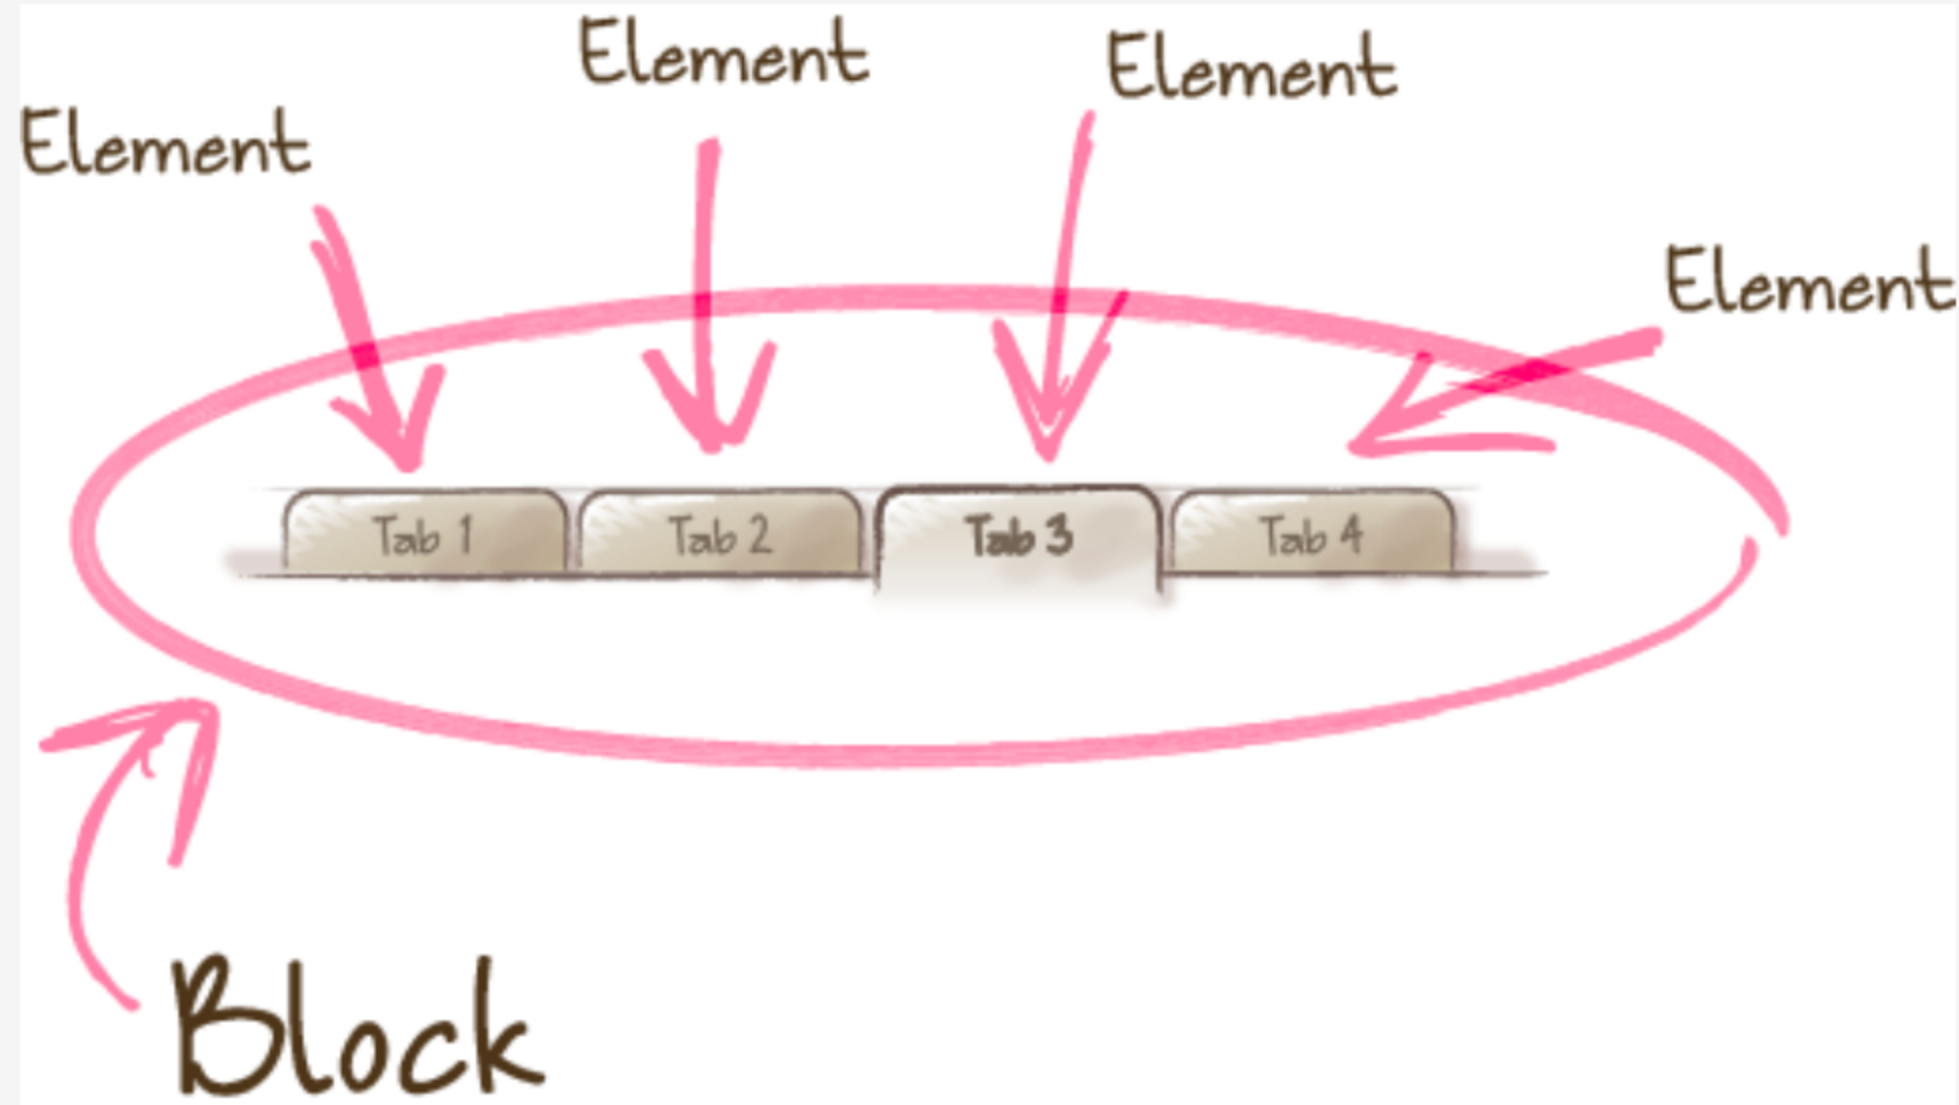 Element
Element
Element
Element
Tab 1
Tab 2
Tab 3
Tab 4
Block